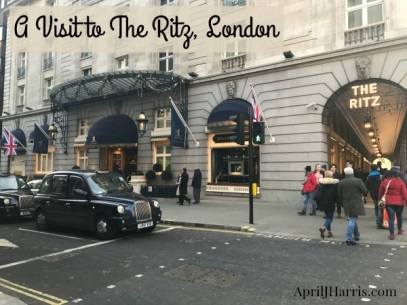 A Visit to The Ritz, London
THE
RITZ
AprilJHarris.com